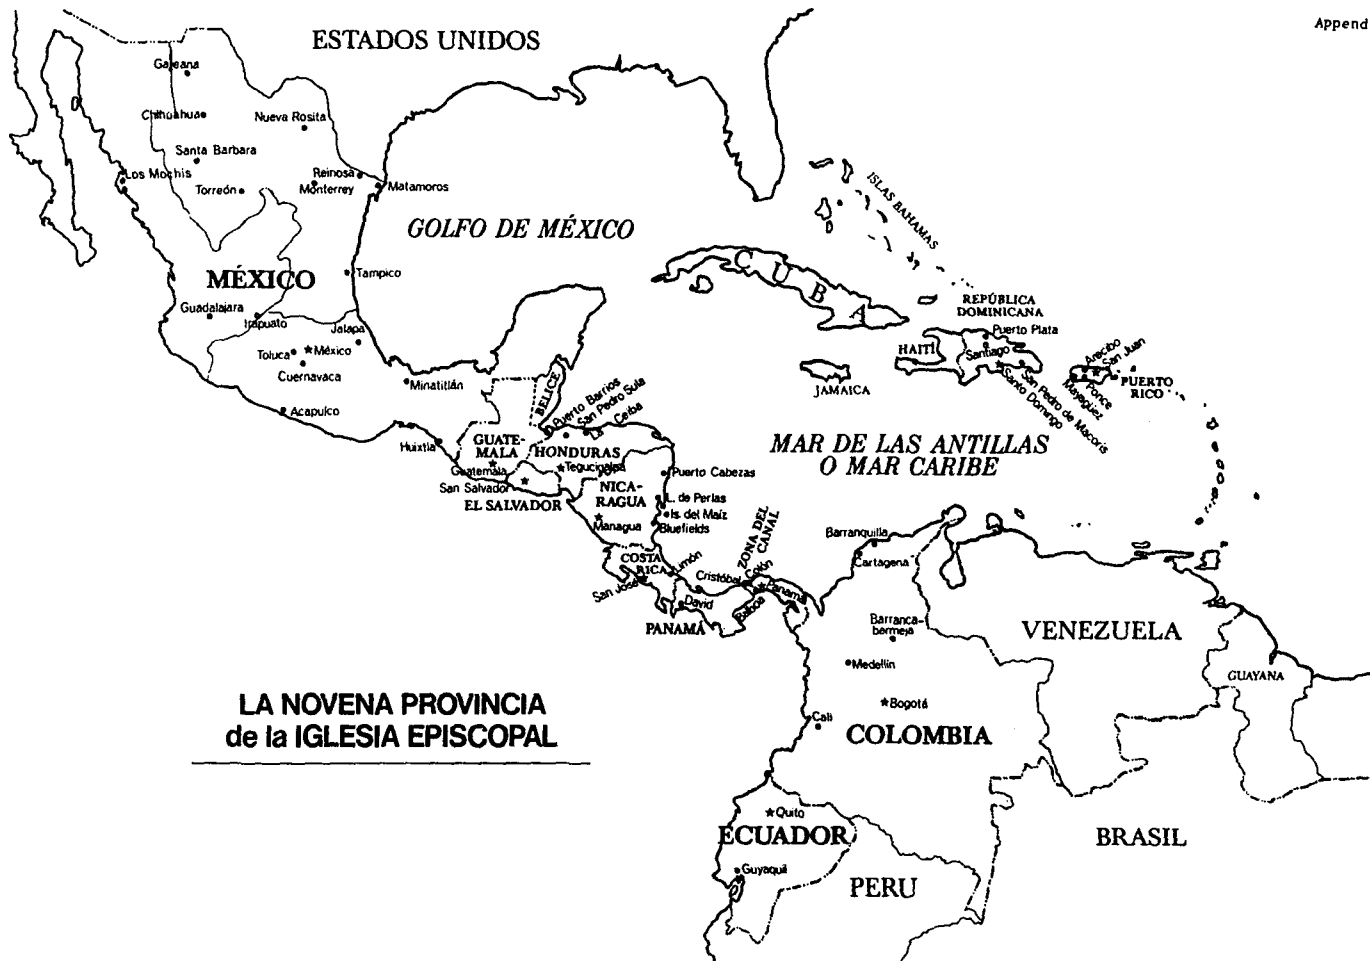 Append
ESTADOS UNIDOS
Galeana
Chihuahua
Nueva Rosita
Santa Barbara
Los Mochis
Torreón
Reinosa
Monterrey
Matamoros
GOLFO DE MÉXICO
ISLAS BAHAMAS
MÉXICO
Tampico
CUBA
Guadalajara
Irapuato
Jalapa
Toluca
México
Cuernavaca
Minatitlán
Acapulco
Huixtla
REPÚBLICA
DOMINICANA
Puerto Plata
HAITÍ
Santiago
Santo Domingo
San Pedro de Macorís
JAMAICA
Arecibo
San Juan
Mayagüez
Ponce
PUERTO
RICO
BELICE
Puerto Barrios
San Pedro Sula
La Ceiba
GUATE-
MALA
Guatemala
HONDURAS
Tegucigalpa
San Salvador
EL SALVADOR
NICA-
RAGUA
Managua
Puerto Cabezas
L. de Perlas
Is. del Maíz
Bluefields
MAR DE LAS ANTILLAS
O MAR CARIBE
COSTA
RICA
San José
Limón
ZONA DEL
CANAL
Cristóbal
Colón
Panamá
Balboa
David
PANAMÁ
Barranquilla
Cartagena
Barranca-
bermeja
Medellín
Bogotá
Cali
COLOMBIA
VENEZUELA
GUAYANA
LA NOVENA PROVINCIA
de la IGLESIA EPISCOPAL
Quito
ECUADOR
Guyaquil
PERU
BRASIL